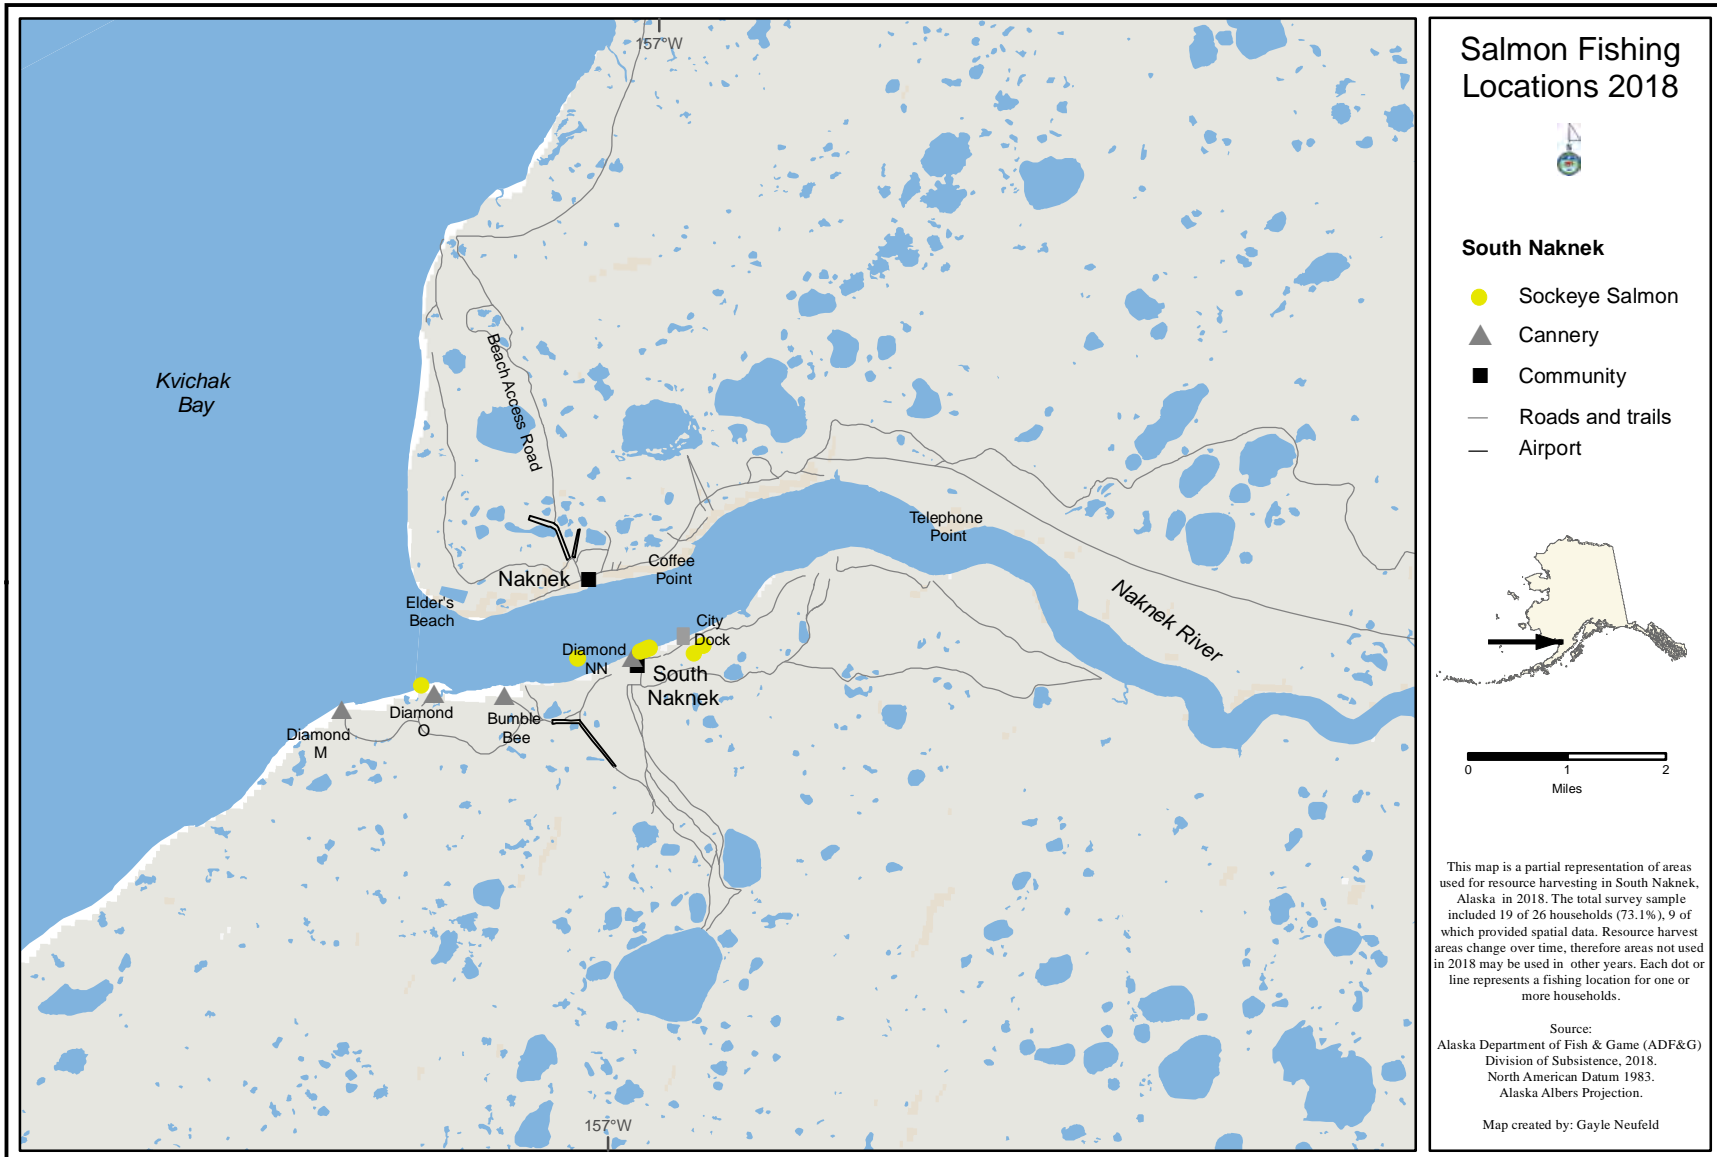 157°W
Kvichak
Bay
Beach Access Road
Telephone
Point
Coffee
Point
Naknek
Naknek River
Elder's
Beach
City
Dock
Diamond
NN
South
Naknek
Diamond
O
Bumble
Bee
Diamond
M
157°W
Salmon Fishing
Locations 2018
South Naknek
Sockeye Salmon
Cannery
Community
Roads and trails
Airport
0 1 2
Miles
This map is a partial representation of areas
used for resource harvesting in South Naknek,
Alaska in 2018. The total survey sample
included 19 of 26 households (73.1%), 9 of
which provided spatial data. Resource harvest
areas change over time, therefore areas not used
in 2018 may be used in other years. Each dot or
line represents a fishing location for one or
more households.
Source:
Alaska Department of Fish & Game (ADF&G)
Division of Subsistence, 2018.
North American Datum 1983.
Alaska Albers Projection.
Map created by: Gayle Neufeld